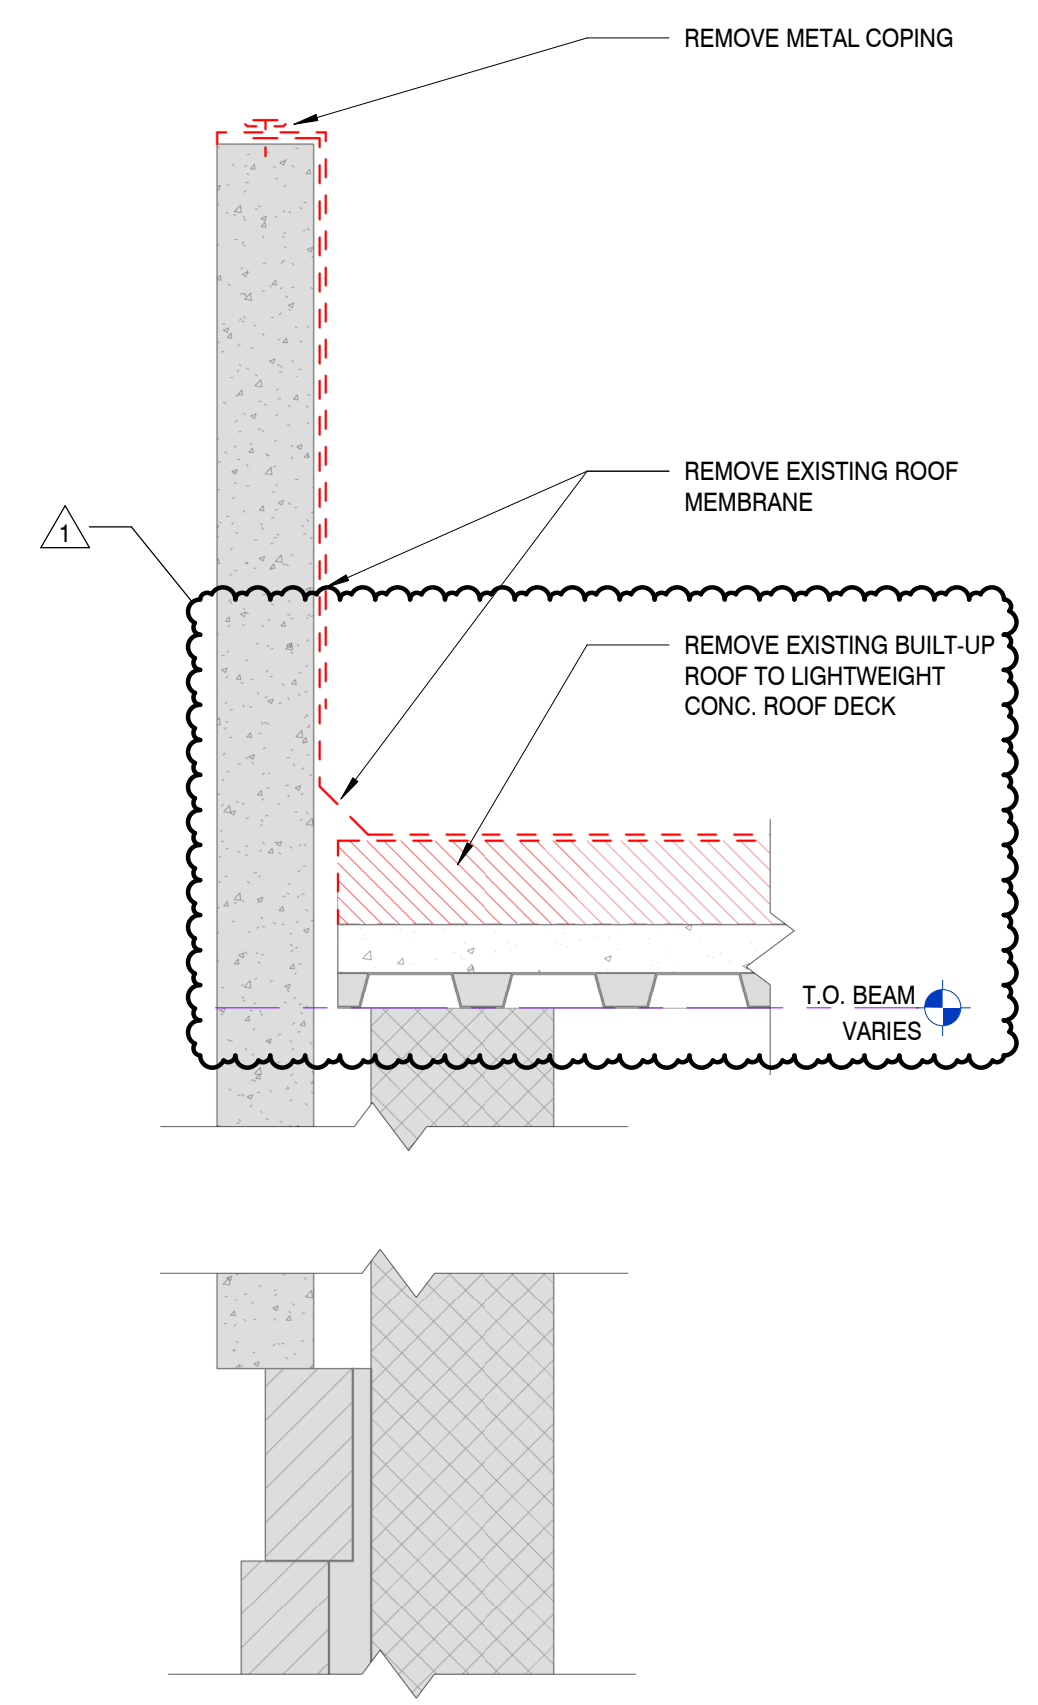 REMOVE METAL COPING
REMOVE EXISTING ROOF
MEMBRANE
1
REMOVE EXISTING BUILT-UP
ROOF TO LIGHTWEIGHT
CONC. ROOF DECK
T.O. BEAM
VARIES